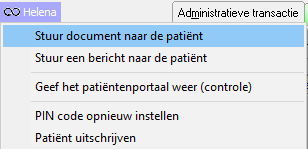 Helena
Administratieve transactie
Stuur document naar de patiënt
Stuur een bericht naar de patiënt
Geef het patiëntenportaal weer (controle)
PIN code opnieuw instellen
Patiënt uitschrijven